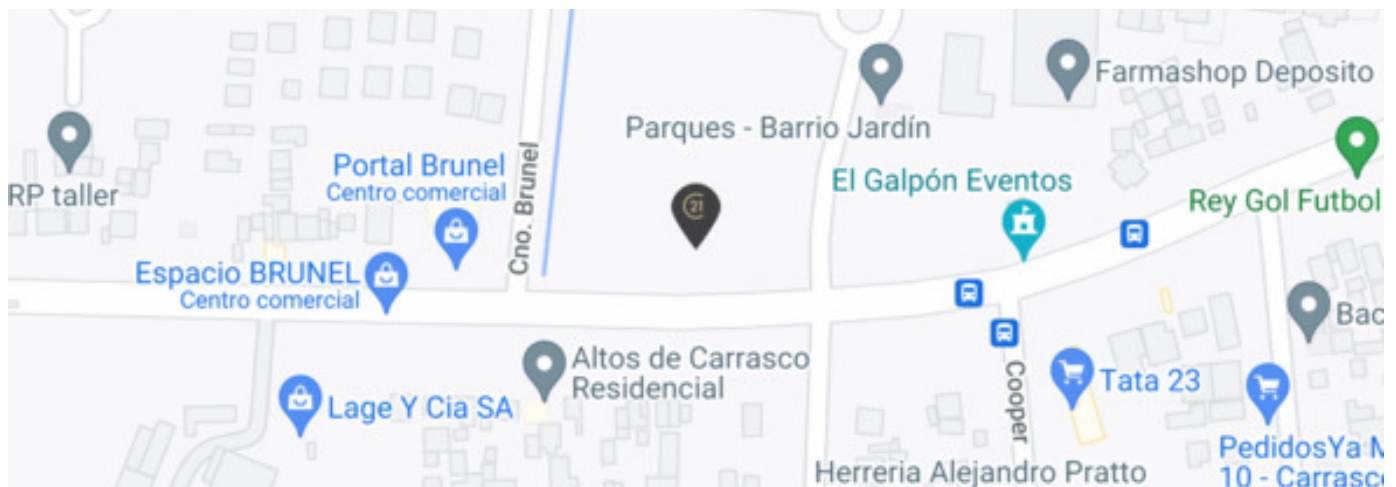 Farmashop Deposito
Parques - Barrio Jardín
Portal Brunel
Centro comercial
Cno. Brunel
El Galpón Eventos
RP taller
21
Rey Gol Futbol
Espacio BRUNEL
Centro comercial
Bac
Altos de Carrasco
Residencial
Cooper
Tata 23
Lage Y Cia SA
PedidosYa M
10 - Carrasco
Herreria Alejandro Pratto